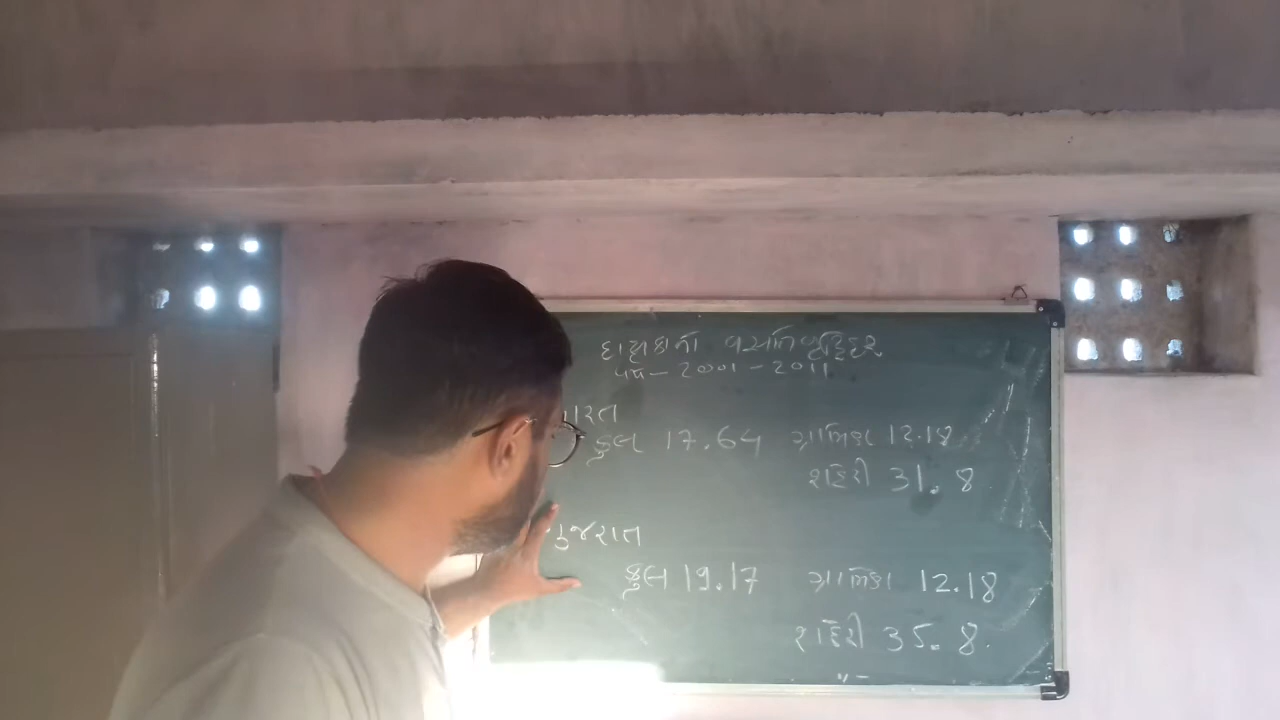 દાયકાના વસ્તી વૃદ્ધિદર
વર્ષ - 2001 - 2011
ભારત
કુલ 17.64 ગ્રામિણ 12.18
શહેરી 31.8
ગુજરાત
કુલ 19.17 ગ્રામિણ 12.18
શહેરી 35.8